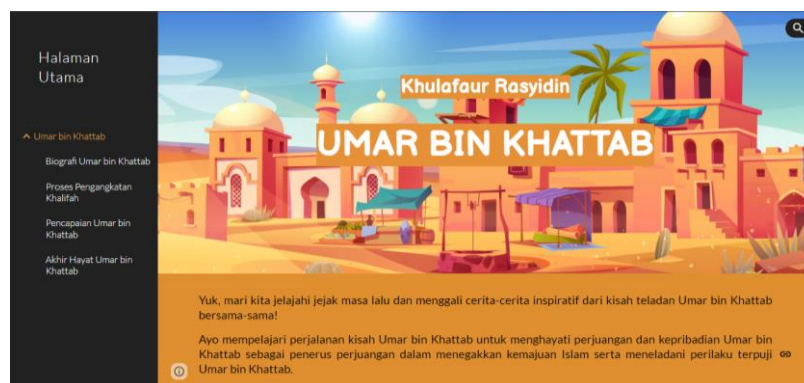 Halaman
Utama
Umar bin Khattab
Biografi Umar bin Khattab
Proses Pengangkatan
Khalifah
Pencapaian Umar bin
Khattab
Akhir Hayat Umar bin
Khattab
Khulafaur Rasyidin
UMAR BIN KHATTAB
Yuk, mari kita jelajahi jejak masa lalu dan menggali cerita-cerita inspiratif dari kisah teladan Umar bin Khattab
bersama-sama!
Ayo mempelajari perjalanan kisah Umar bin Khattab untuk menghayati perjuangan dan kepribadian Umar bin
Khattab sebagai penerus perjuangan dalam menegakkan kemajuan Islam serta meneladani perilaku terpuji
Umar bin Khattab.